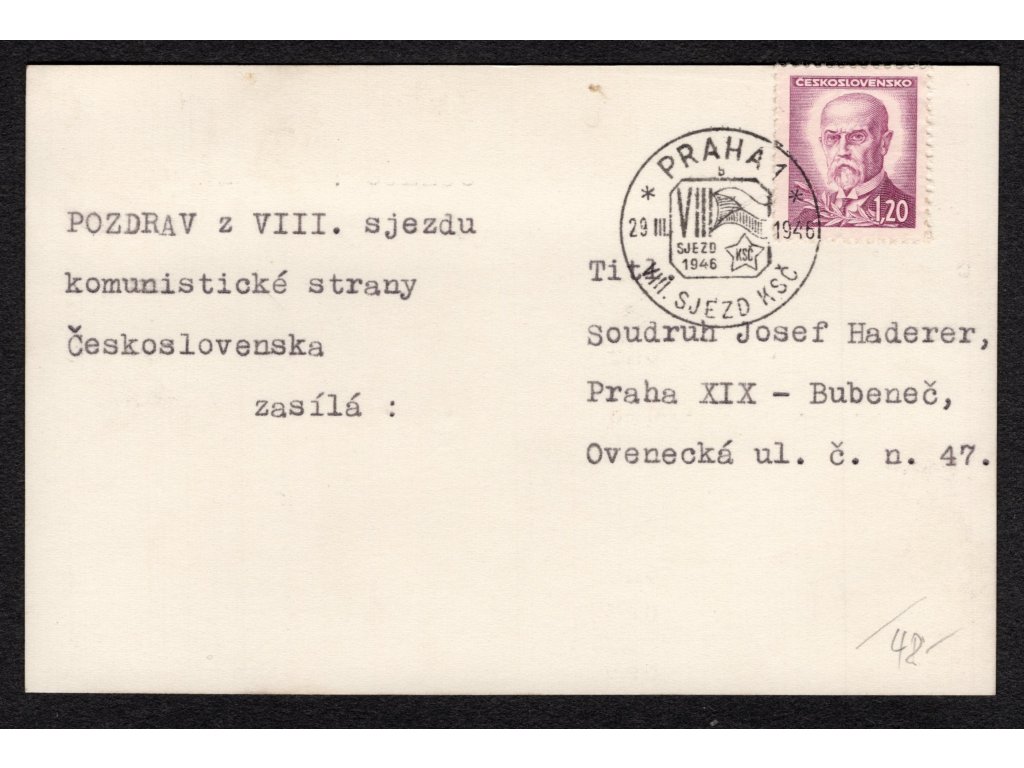 ČESKOSLOVENSKO
1,20
PRAHA 1
b
29 III. 1946
VIII
SJEZD
1946
KSČ
VIII. SJEZD KSČ
POZDRAV z VIII. sjezdu
komunistické strany
Československa
zasílá :
Soudruh Josef Haderer,
Praha XIX - Bubeneč,
Ovenecká ul. č. n. 47.
48-